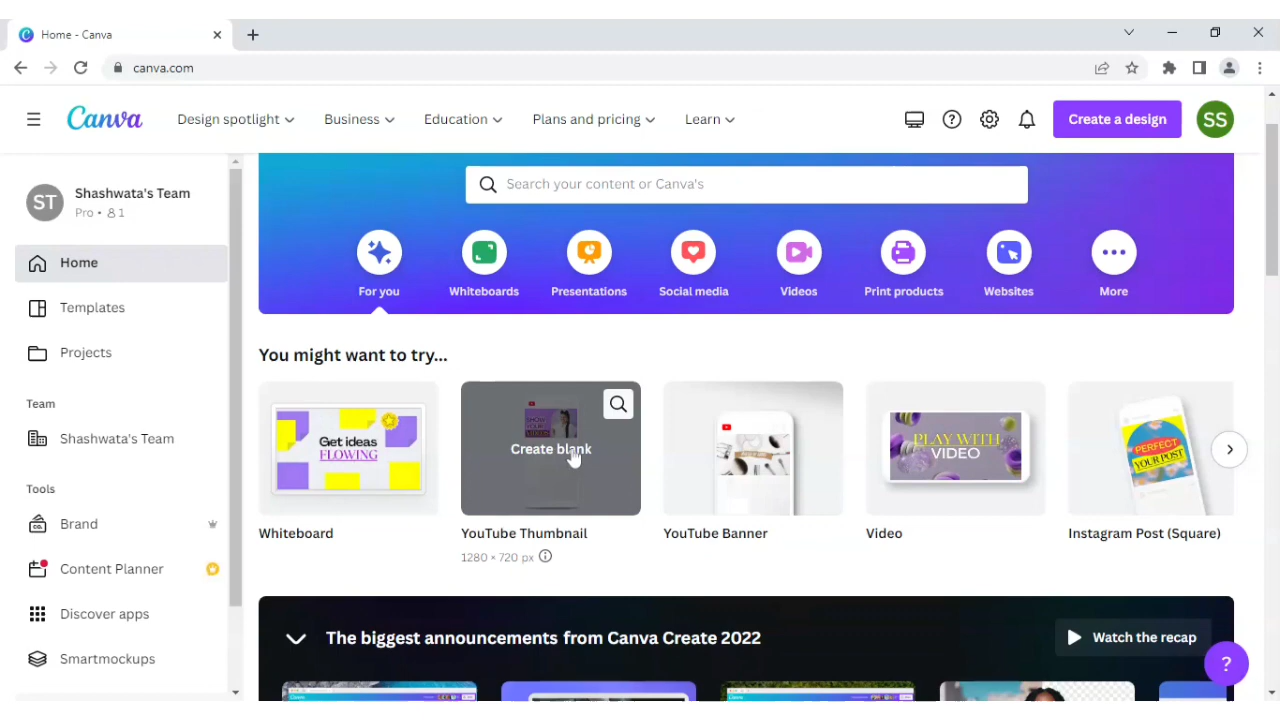 Home - Canva
canva.com
Canva
Design spotlight
Business
Education
Plans and pricing
Learn
Create a design
SS
ST
Shashwata's Team
Pro • 1
Search your content or Canva's
For you
Whiteboards
Presentations
Social media
Videos
Print products
Websites
More
Home
Templates
Projects
Team
Shashwata's Team
Tools
Brand
Content Planner
Discover apps
Smartmockups
You might want to try...
Get ideas
FLOWING
Create blank
PLAY WITH
VIDEO
PERFECT
YOUR POST
Whiteboard
YouTube Thumbnail
1280 × 720 px
YouTube Banner
Video
Instagram Post (Square)
The biggest announcements from Canva Create 2022
Watch the recap
?